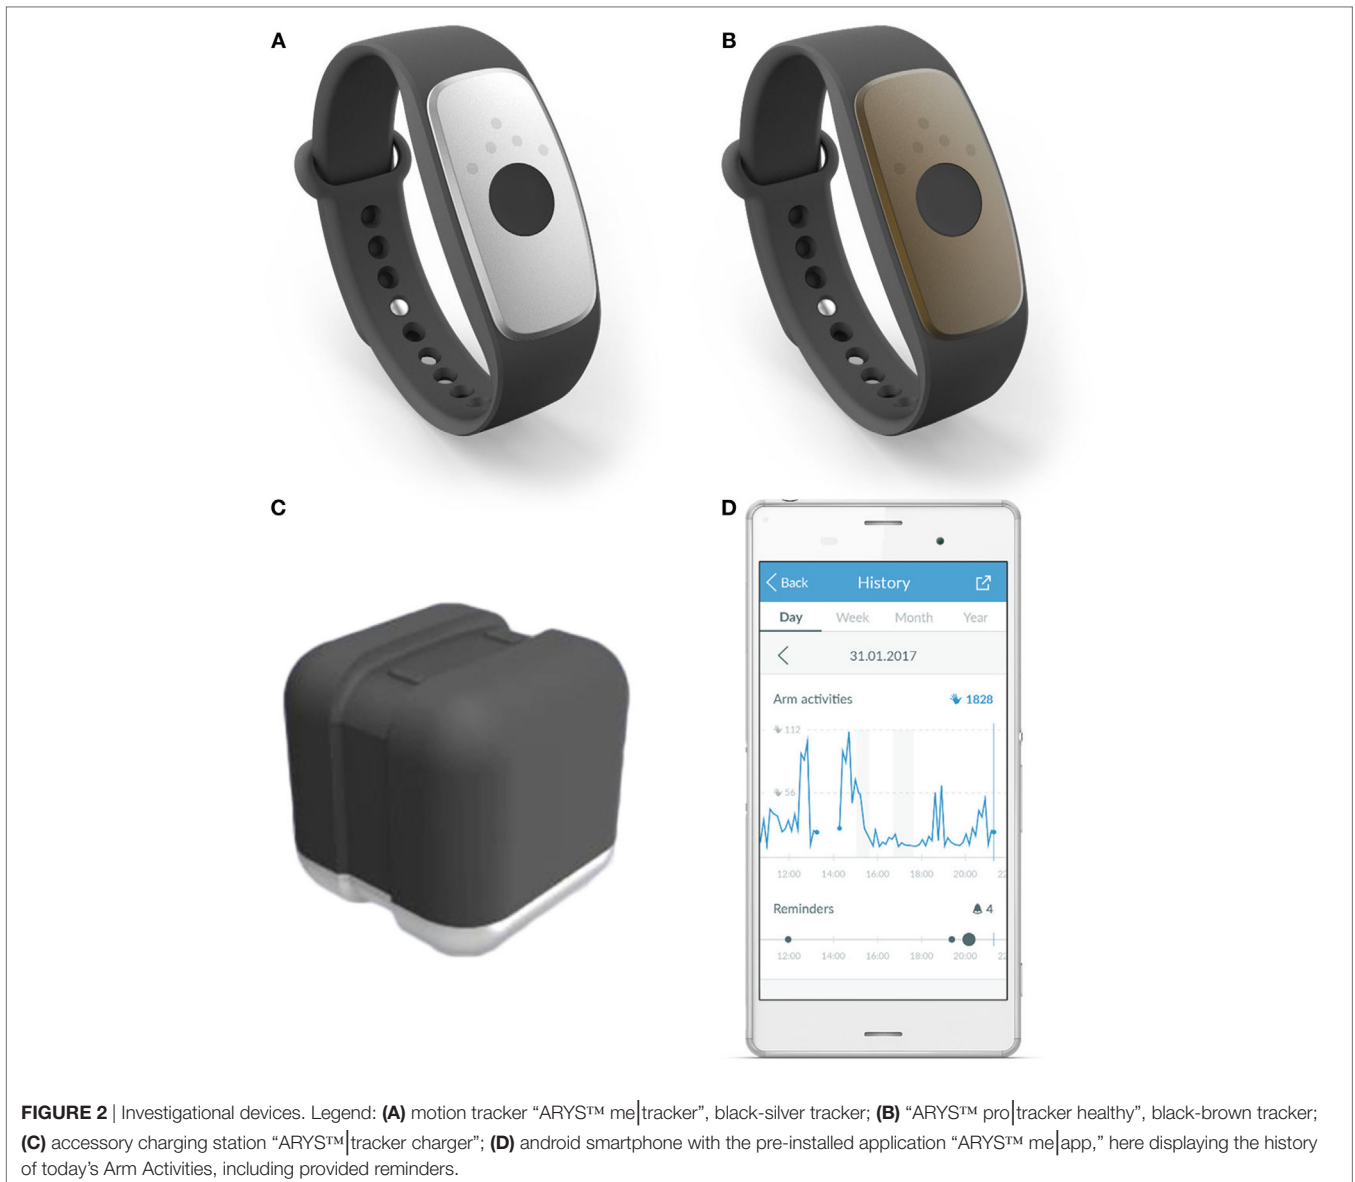 A
B
C
D
Back History
Day Week Month Year
31.01.2017
Arm activities 1828
112
56
12:00 14:00 16:00 18:00 20:00 22
Reminders 4
12:00 14:00 16:00 18:00 20:00 22
FIGURE 2 | Investigational devices. Legend: (A) motion tracker “ARYS™ me|tracker”, black-silver tracker; (B) “ARYS™ pro|tracker healthy”, black-brown tracker;
(C) accessory charging station “ARYS™|tracker charger”; (D) android smartphone with the pre-installed application “ARYS™ me|app,” here displaying the history
of today’s Arm Activities, including provided reminders.